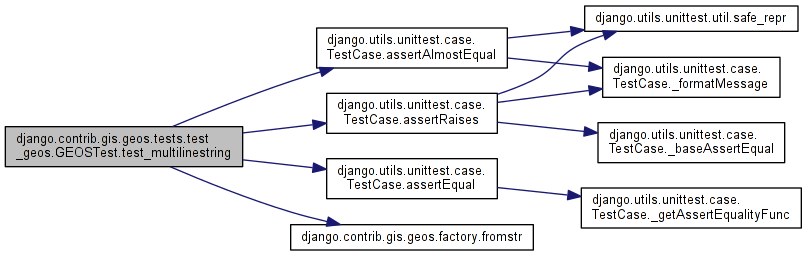 django.utils.unittest.util.safe_repr
django.utils.unittest.case.
TestCase.assertAlmostEqual
django.utils.unittest.case.
TestCase._formatMessage
django.utils.unittest.case.
TestCase.assertRaises
django.contrib.gis.geos.tests.test
_geos.GEOSTest.test_multilinestring
django.utils.unittest.case.
TestCase._baseAssertEqual
django.utils.unittest.case.
TestCase.assertEqual
django.utils.unittest.case.
TestCase._getAssertEqualityFunc
django.contrib.gis.geos.factory.fromstr